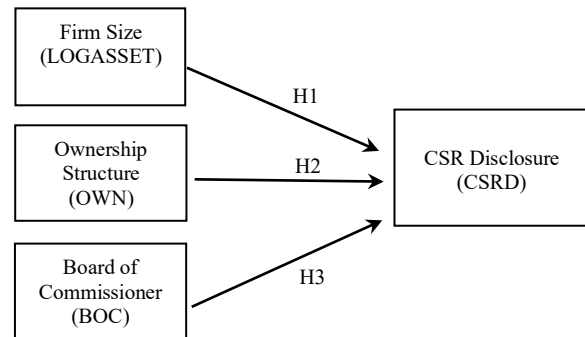 Firm Size
(LOGASSET)
H1
Ownership
Structure
(OWN)
H2
CSR Disclosure
(CSRD)
Board of
Commissioner
(BOC)
H3